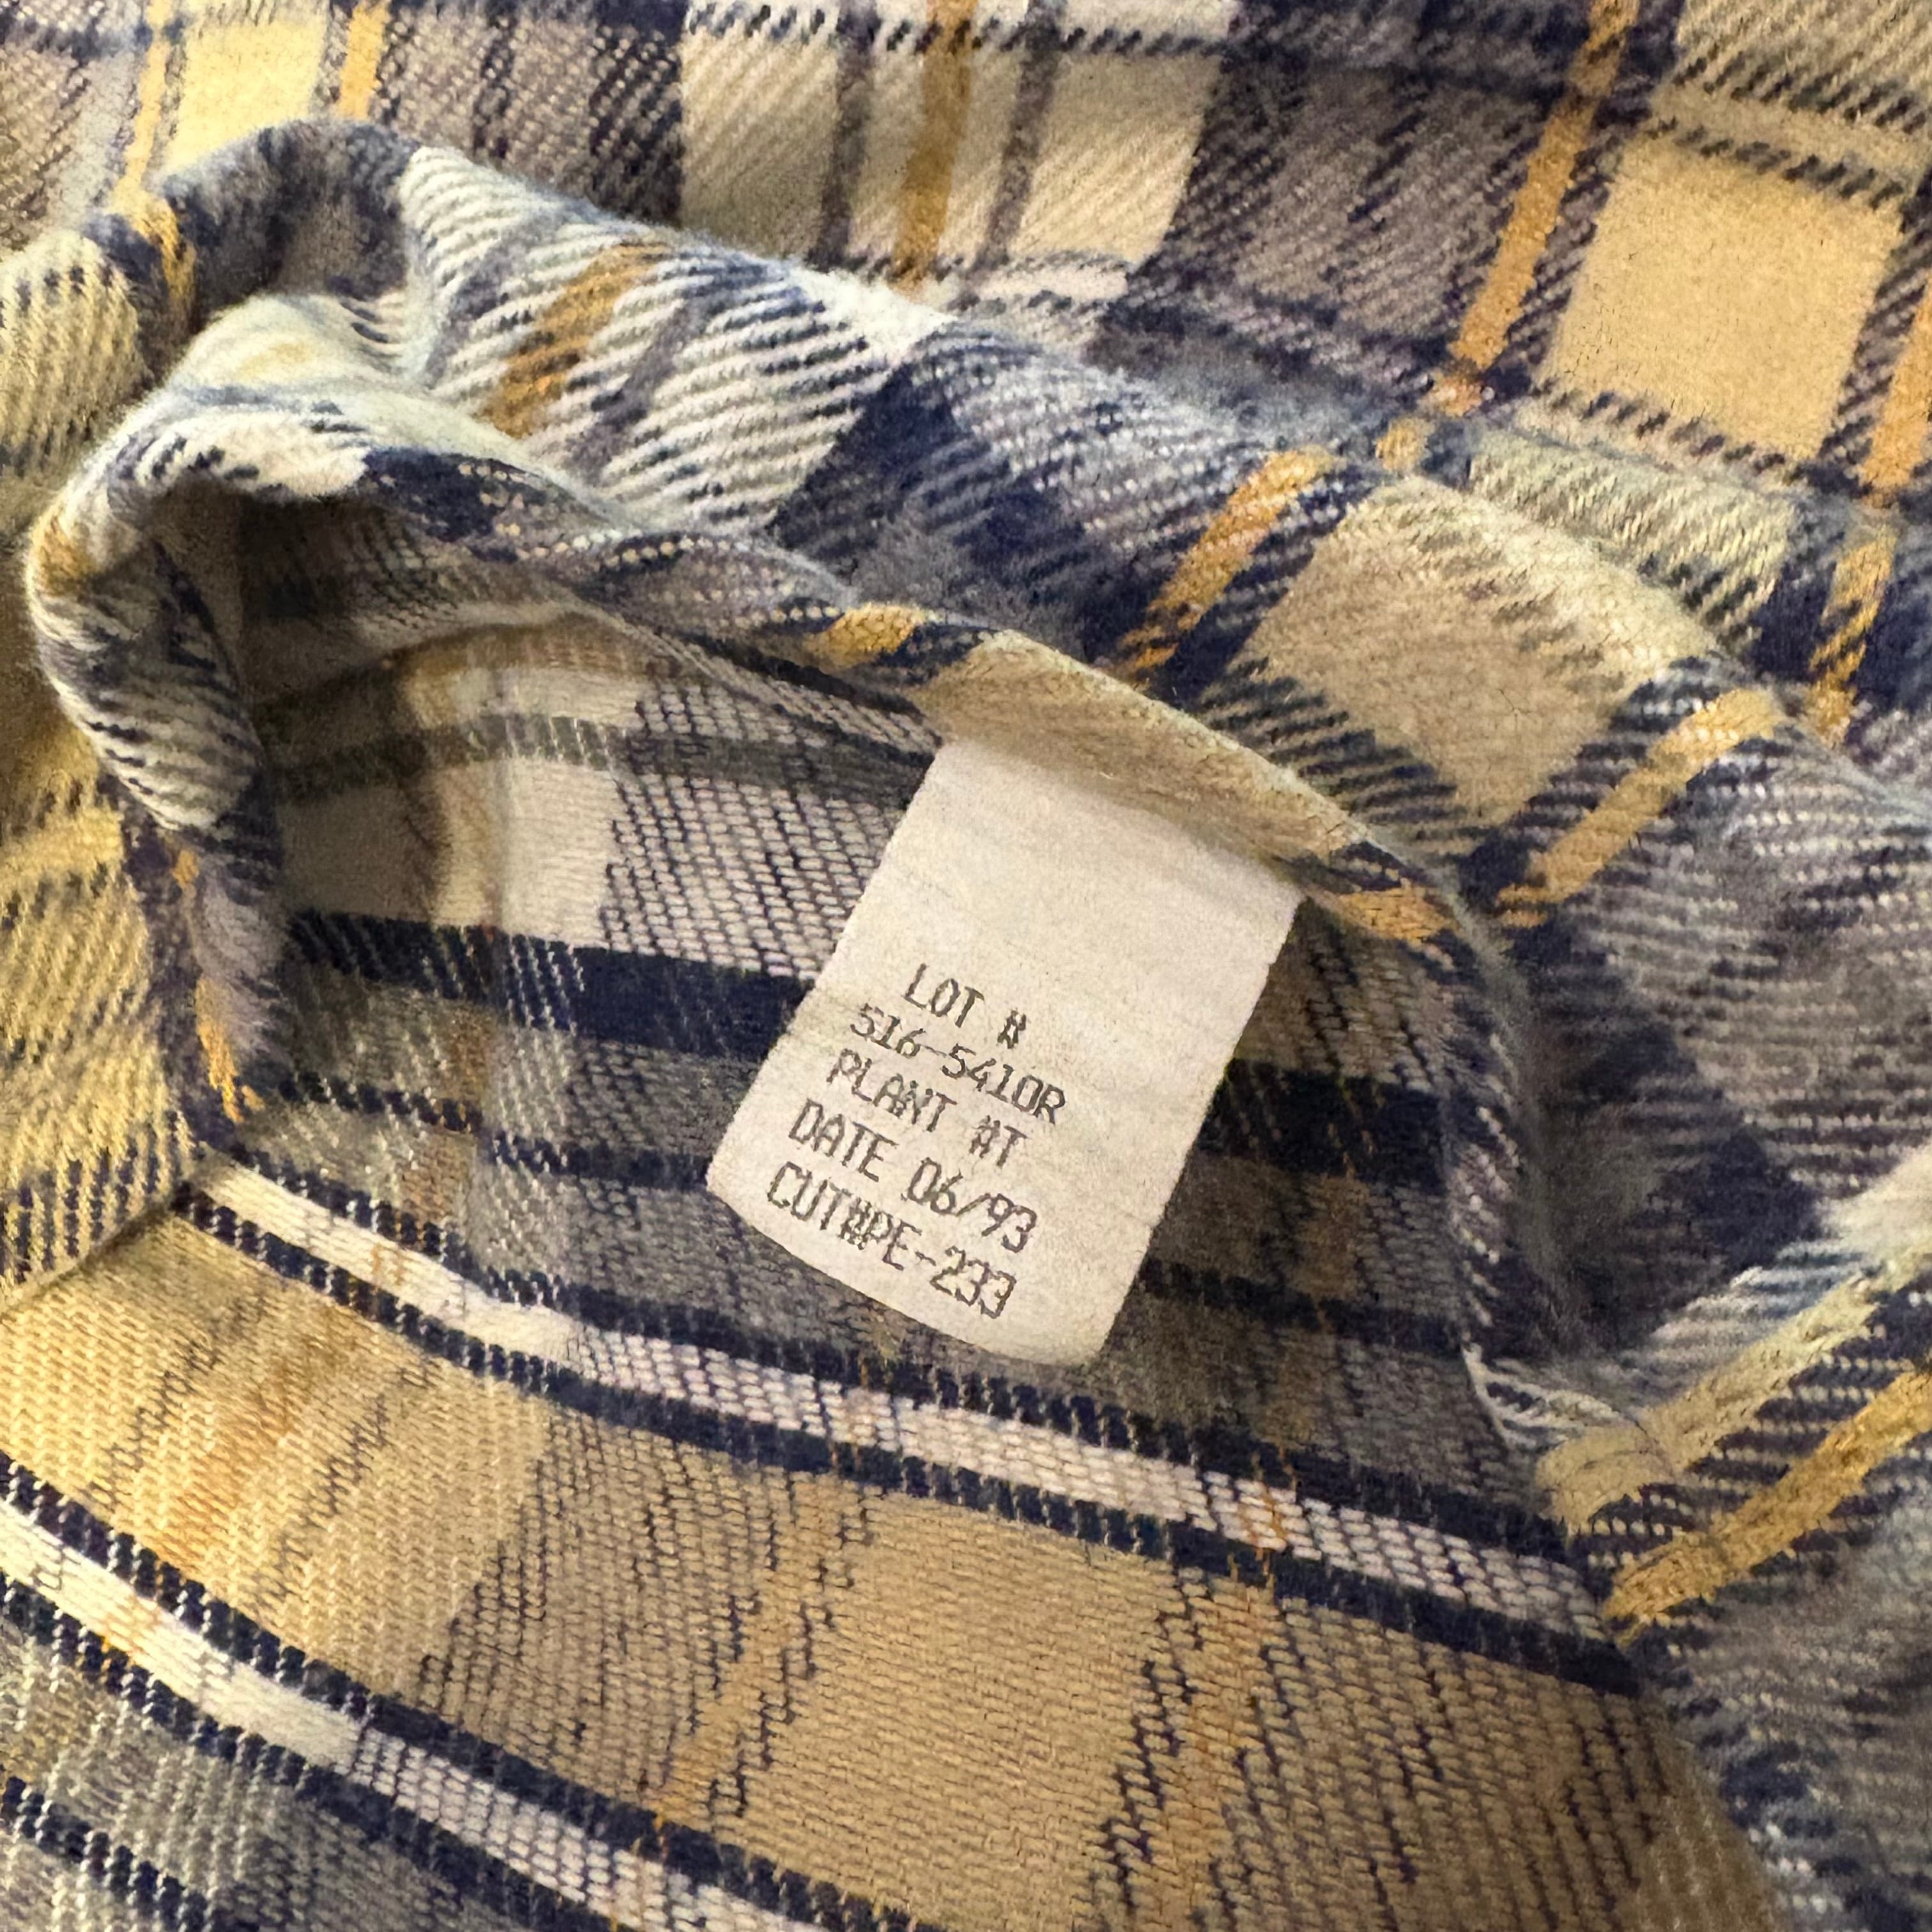 LOT #
516-5410R
PLANT #T
DATE 06/93
CUT#PE-233